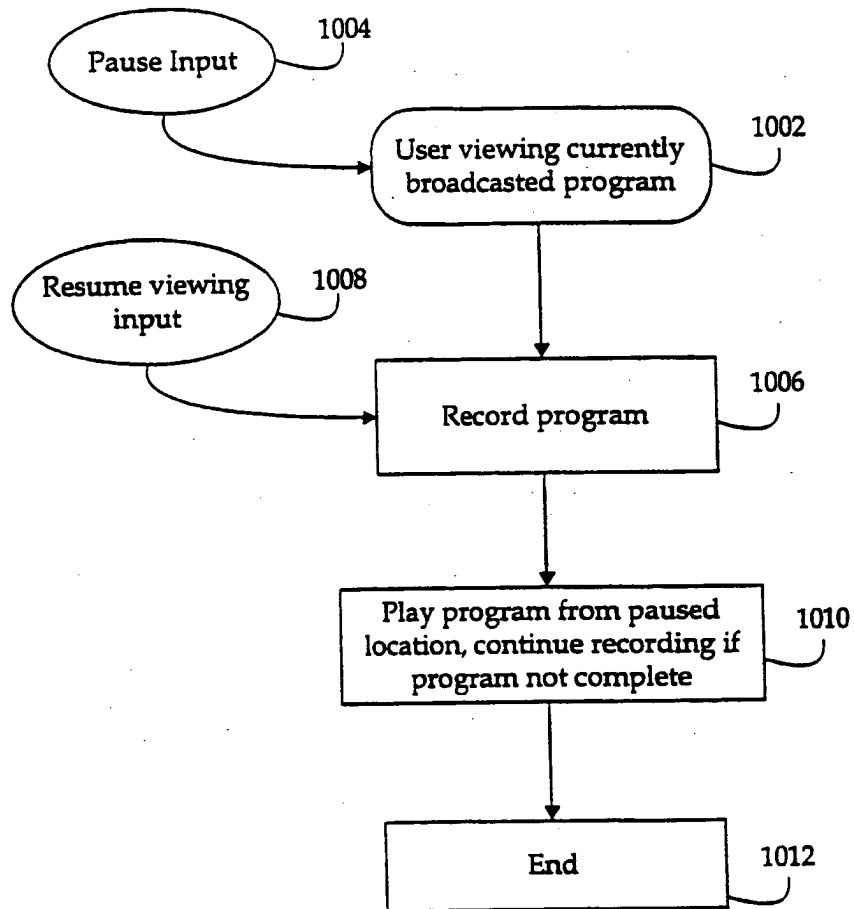 1004
Pause Input
1002
User viewing currently
broadcasted program
1008
Resume viewing
input
1006
Record program
1010
Play program from paused
location, continue recording if
program not complete
End
1012